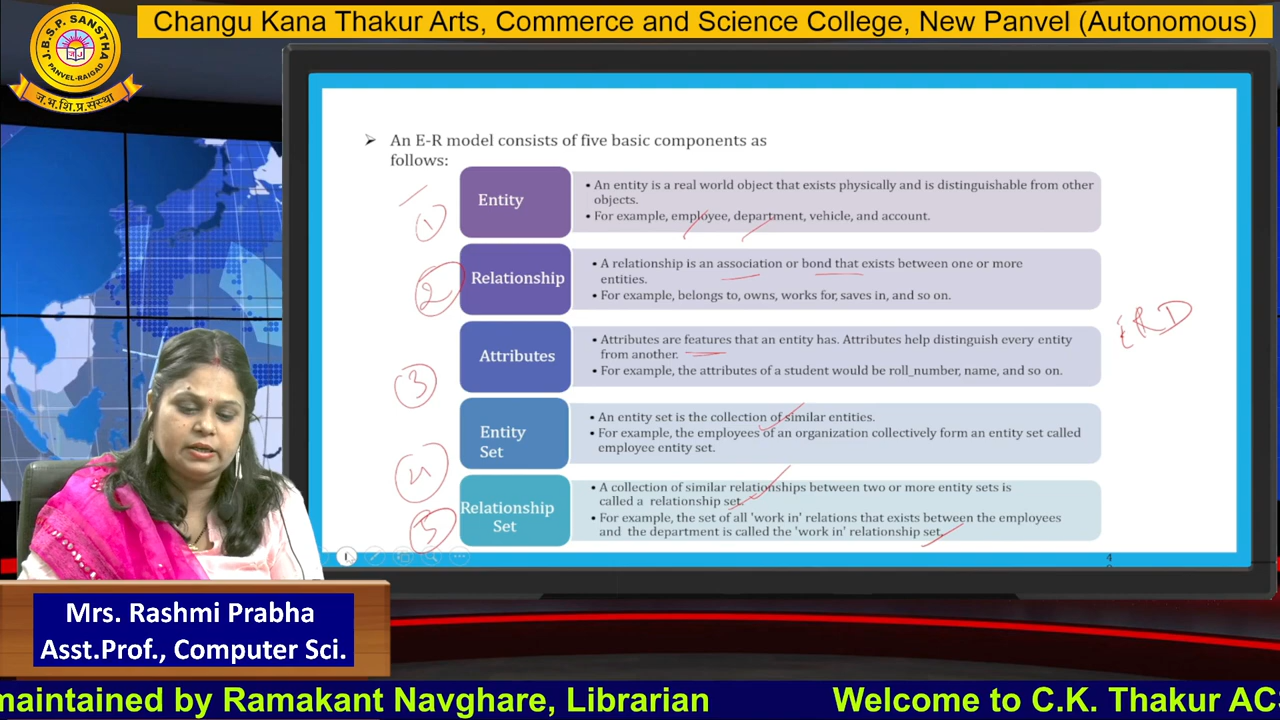 Changu Kana Thakur Arts, Commerce and Science College, New Panvel (Autonomous)
J.B.S.P. SANSTHA
PANVEL-RAIGAD
ज.भ.शि.प्र.संस्था
➤ An E-R model consists of five basic components as
follows:
1
Entity
• An entity is a real world object that exists physically and is distinguishable from other
objects.
• For example, employee, department, vehicle, and account.
2
Relationship
• A relationship is an association or bond that exists between one or more
entities.
• For example, belongs to, owns, works for, saves in, and so on.
ERD
3
Attributes
• Attributes are features that an entity has. Attributes help distinguish every entity
from another.
• For example, the attributes of a student would be roll_number, name, and so on.
4
Entity
Set
• An entity set is the collection of similar entities.
• For example, the employees of an organization collectively form an entity set called
employee entity set.
5
Relationship
Set
• A collection of similar relationships between two or more entity sets is
called a relationship set.
• For example, the set of all 'work in' relations that exists between the employees
and the department is called the 'work in' relationship set.
Mrs. Rashmi Prabha
Asst.Prof., Computer Sci.
maintained by Ramakant Navghare, Librarian Welcome to C.K. Thakur AC